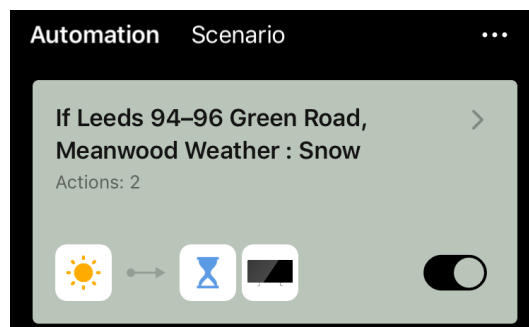 Automation Scenario
If Leeds 94–96 Green Road,
Meanwood Weather : Snow
Actions: 2